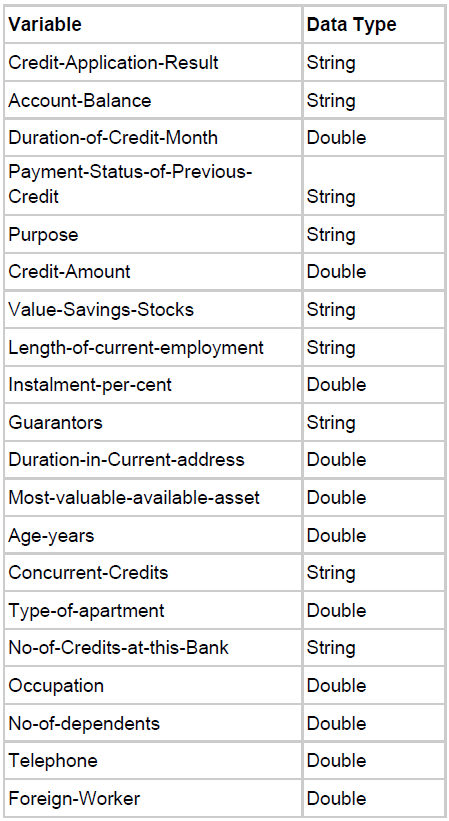 Variable Data Type
Credit-Application-Result String
Account-Balance String
Duration-of-Credit-Month Double
Payment-Status-of-Previous-
Credit String
Purpose String
Credit-Amount Double
Value-Savings-Stocks String
Length-of-current-employment String
Instalment-per-cent Double
Guarantors String
Duration-in-Current-address Double
Most-valuable-available-asset Double
Age-years Double
Concurrent-Credits String
Type-of-apartment Double
No-of-Credits-at-this-Bank String
Occupation Double
No-of-dependents Double
Telephone Double
Foreign-Worker Double